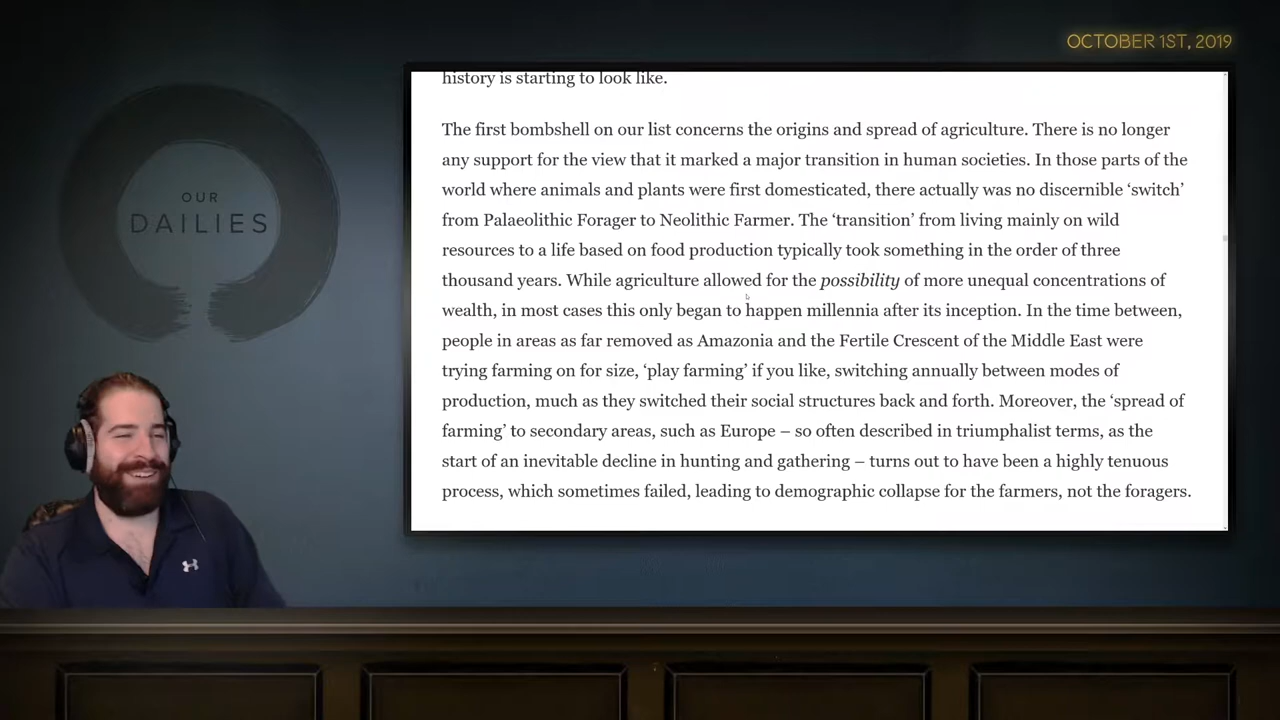 OCTOBER 1ST, 2019
OUR
DAILIES
history is starting to look like.
The first bombshell on our list concerns the origins and spread of agriculture. There is no longer
any support for the view that it marked a major transition in human societies. In those parts of the
world where animals and plants were first domesticated, there actually was no discernible ‘switch’
from Palaeolithic Forager to Neolithic Farmer. The ‘transition’ from living mainly on wild
resources to a life based on food production typically took something in the order of three
thousand years. While agriculture allowed for the possibility of more unequal concentrations of
wealth, in most cases this only began to happen millennia after its inception. In the time between,
people in areas as far removed as Amazonia and the Fertile Crescent of the Middle East were
trying farming on for size, ‘play farming’ if you like, switching annually between modes of
production, much as they switched their social structures back and forth. Moreover, the ‘spread of
farming’ to secondary areas, such as Europe – so often described in triumphalist terms, as the
start of an inevitable decline in hunting and gathering – turns out to have been a highly tenuous
process, which sometimes failed, leading to demographic collapse for the farmers, not the foragers.